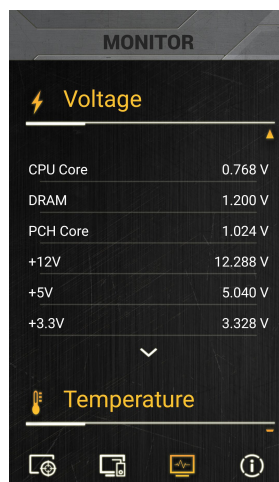 MONITOR
Voltage
CPU Core 0.768 V
DRAM 1.200 V
PCH Core 1.024 V
+12V 12.288 V
+5V 5.040 V
+3.3V 3.328 V
Temperature